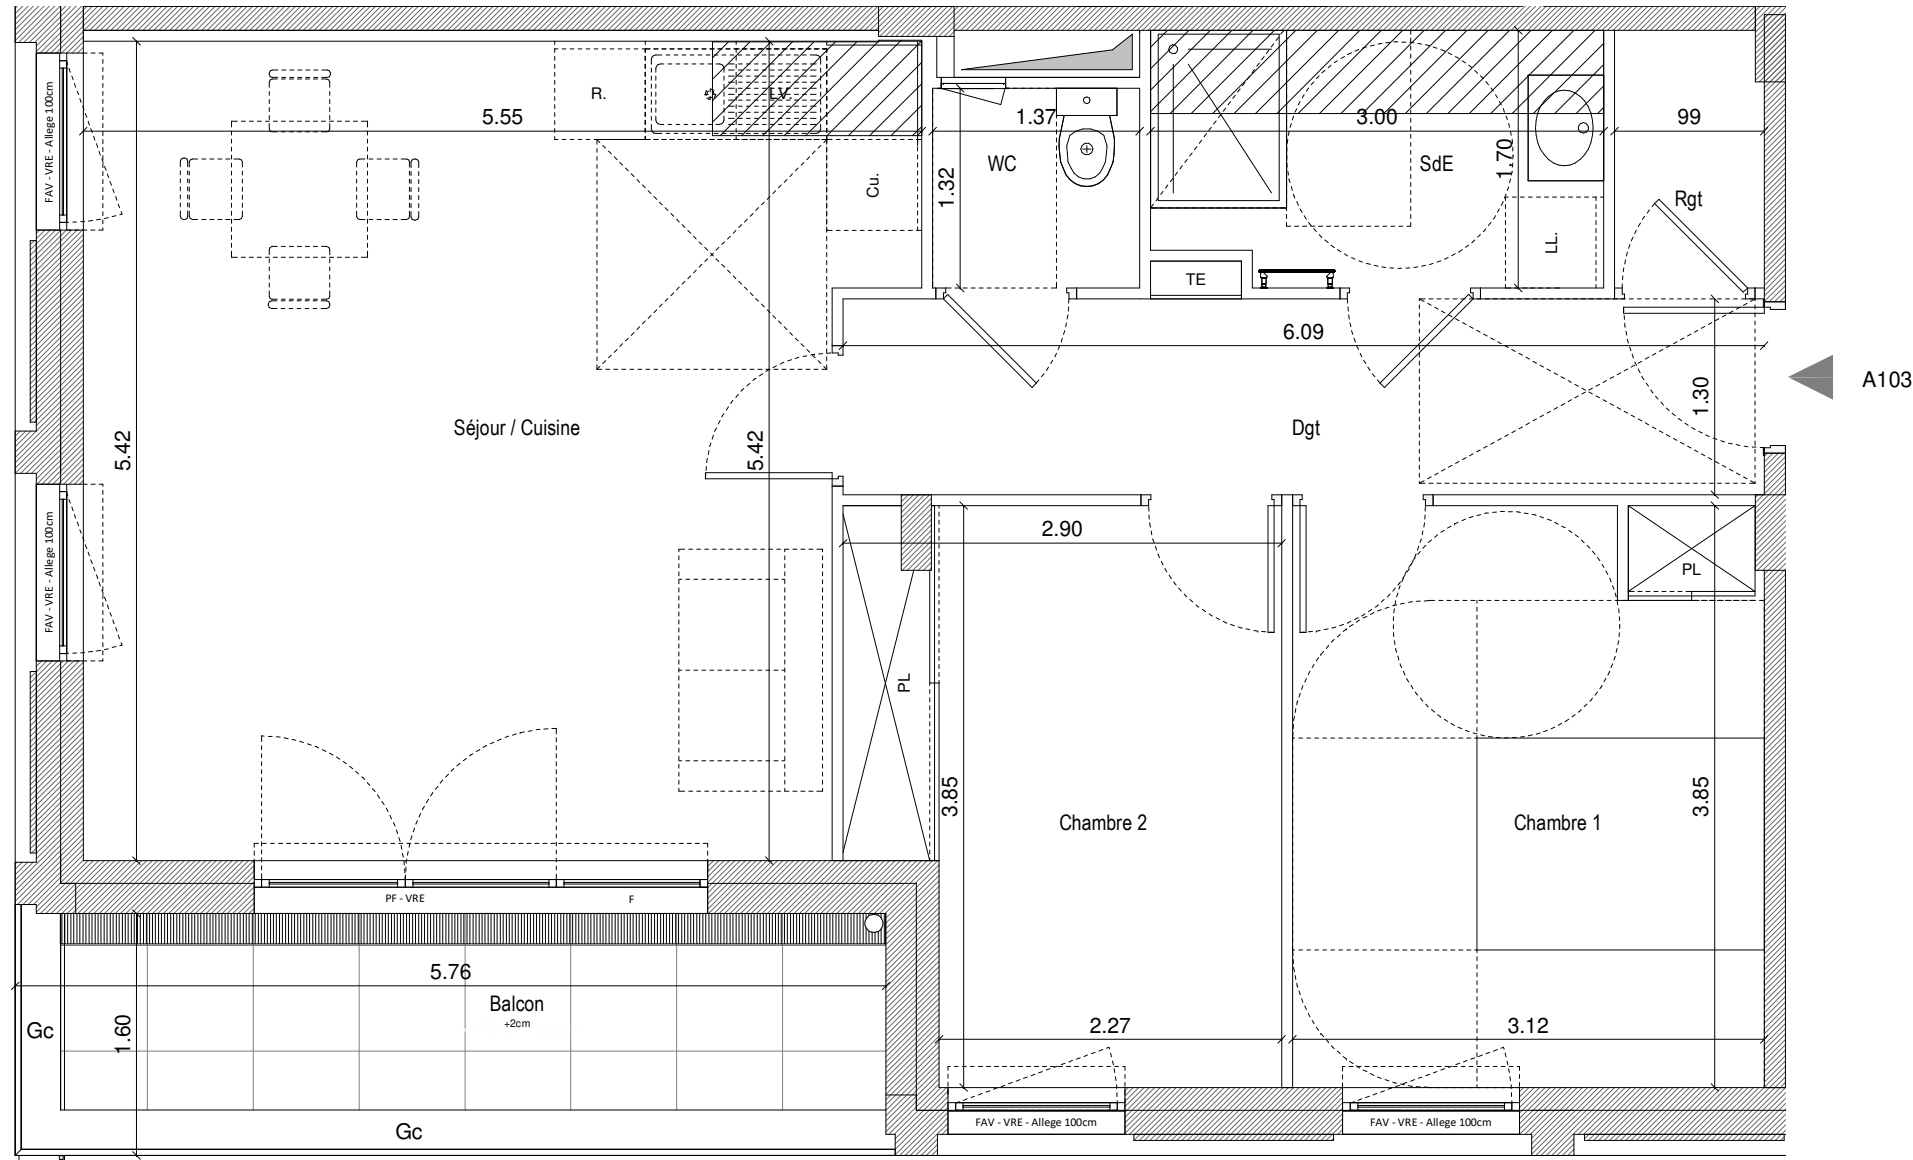 FAV - VRE - Allege 100cm
R.
LV
5.55
Cu.
1.37
WC
1.32
3.00
SdE
1.70
99
Rgt
LL.
TE
6.09
1.30
A103
5.42
Séjour / Cuisine
5.42
Dgt
FAV - VRE - Allege 100cm
2.90
PL
PL
3.85
Chambre 2
3.85
Chambre 1
PF - VRE
F
5.76
Balcon
+2cm
1.60
Gc
Gc
2.27
3.12
FAV - VRE - Allege 100cm
FAV - VRE - Allege 100cm